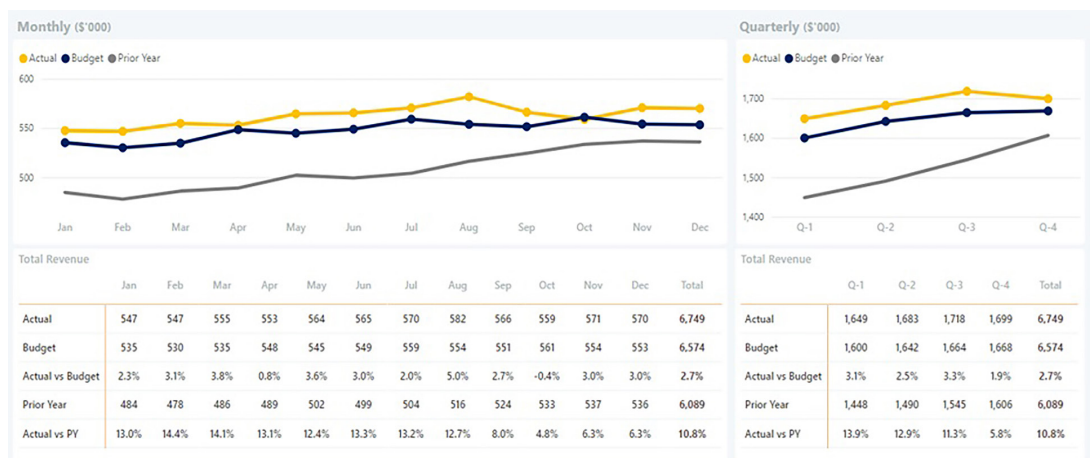 Monthly ($'000)
Actual Budget Prior Year
600
550
500
Jan Feb Mar Apr May Jun Jul Aug Sep Oct Nov Dec
Total Revenue
Jan Feb Mar Apr May Jun Jul Aug Sep Oct Nov Dec Total
Actual 547 547 555 553 564 565 570 582 566 559 571 570 6,749
Budget 535 530 535 548 545 549 559 554 551 561 554 553 6,574
Actual vs Budget 2.3% 3.1% 3.8% 0.8% 3.6% 3.0% 2.0% 5.0% 2.7% -0.4% 3.0% 3.0% 2.7%
Prior Year 484 478 486 489 502 499 504 516 524 533 537 536 6,089
Actual vs PY 13.0% 14.4% 14.1% 13.1% 12.4% 13.3% 13.2% 12.7% 8.0% 4.8% 6.3% 6.3% 10.8%
Quarterly ($'000)
Actual Budget Prior Year
1,700
1,600
1,500
1,400
Q-1 Q-2 Q-3 Q-4
Total Revenue
Q-1 Q-2 Q-3 Q-4 Total
Actual 1,649 1,683 1,718 1,699 6,749
Budget 1,600 1,642 1,664 1,668 6,574
Actual vs Budget 3.1% 2.5% 3.3% 1.9% 2.7%
Prior Year 1,448 1,490 1,545 1,606 6,089
Actual vs PY 13.9% 12.9% 11.3% 5.8% 10.8%